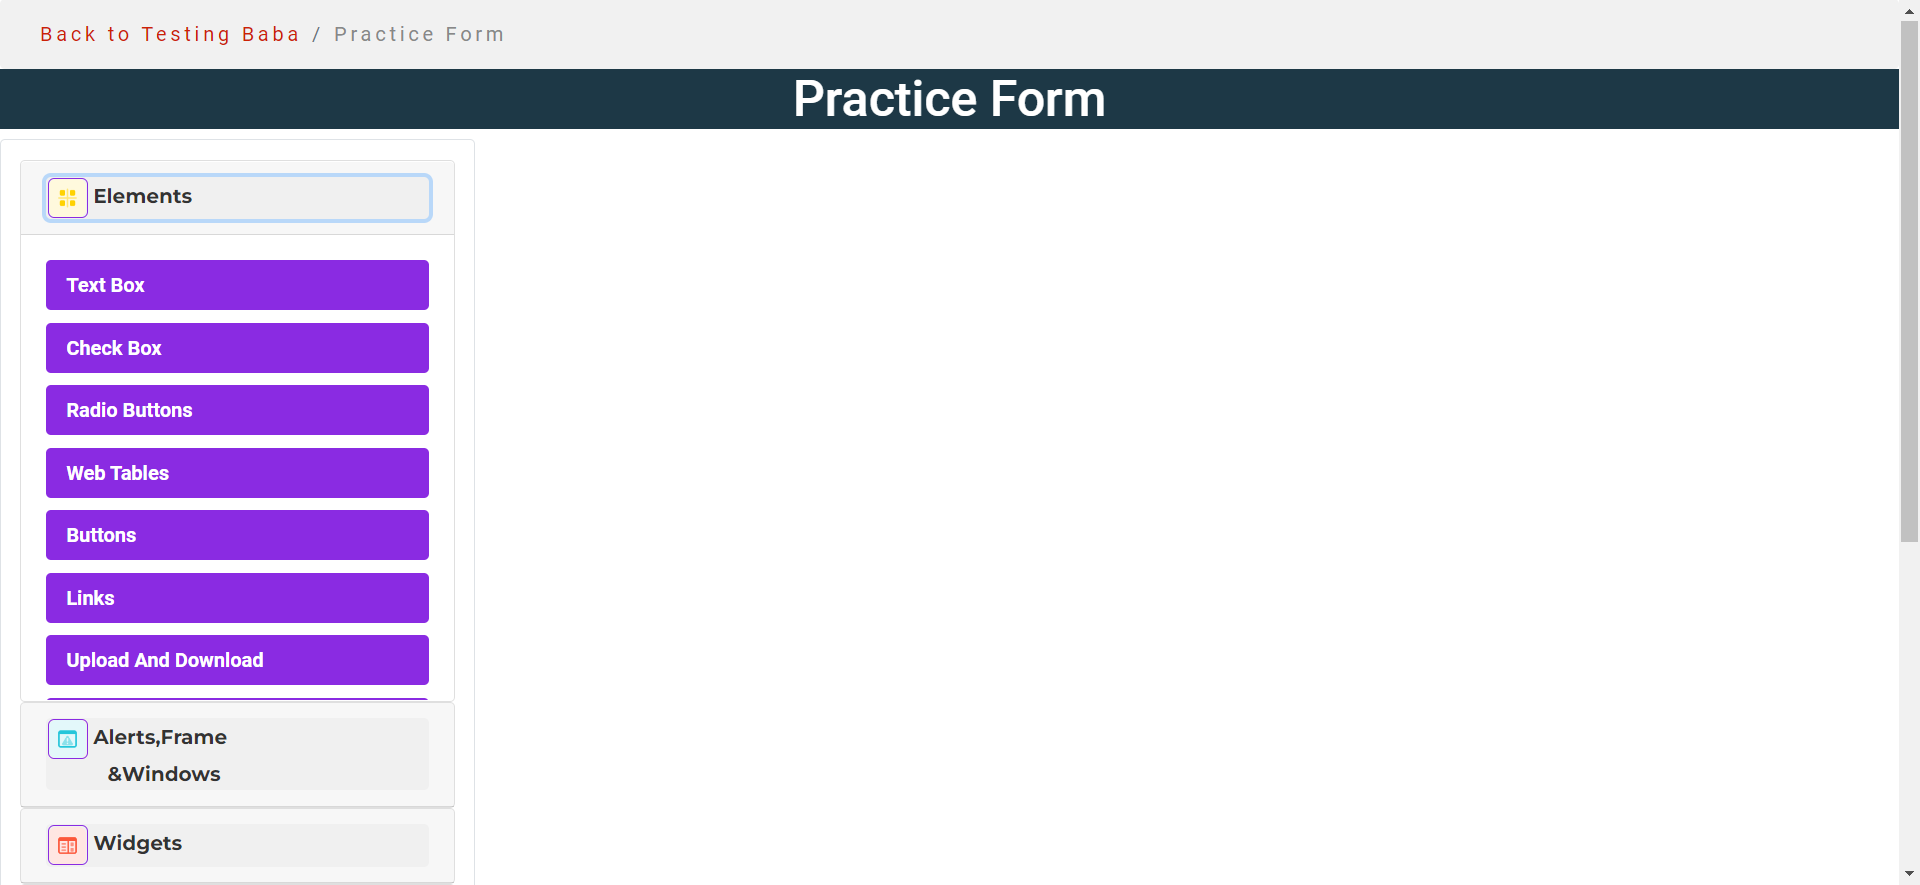 Back to Testing Baba / Practice Form
Practice Form
Elements
Text Box
Check Box
Radio Buttons
Web Tables
Buttons
Links
Upload And Download
Alerts,Frame
&Windows
Widgets